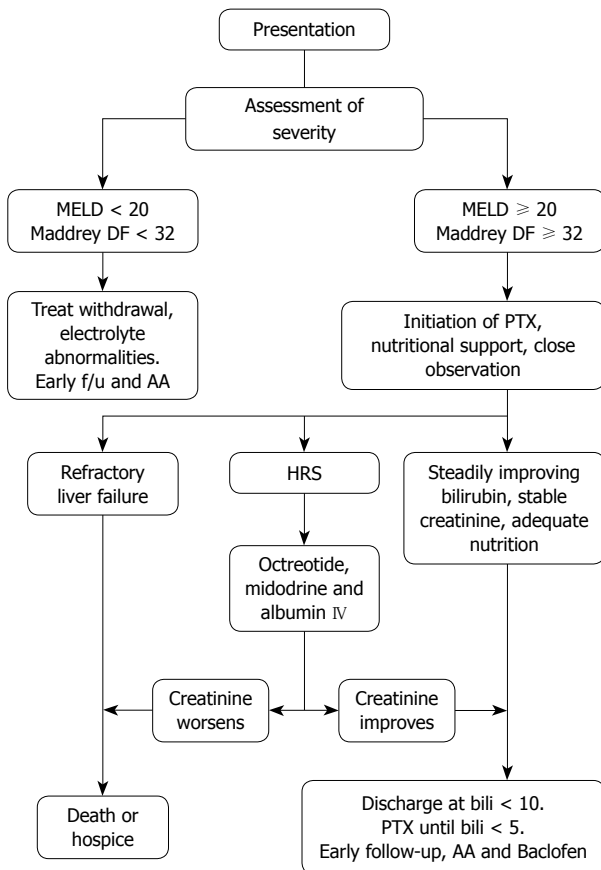 Presentation
Assessment of
severity
MELD < 20
Maddrey DF < 32
MELD ≥ 20
Maddrey DF ≥ 32
Treat withdrawal,
electrolyte
abnormalities.
Early f/u and AA
Initiation of PTX,
nutritional support, close
observation
Refractory
liver failure
HRS
Steadily improving
bilirubin, stable
creatinine, adequate
nutrition
Octreotide,
midodrine and
albumin Ⅳ
Creatinine
worsens
Creatinine
improves
Death or
hospice
Discharge at bili < 10.
PTX until bili < 5.
Early follow-up, AA and Baclofen